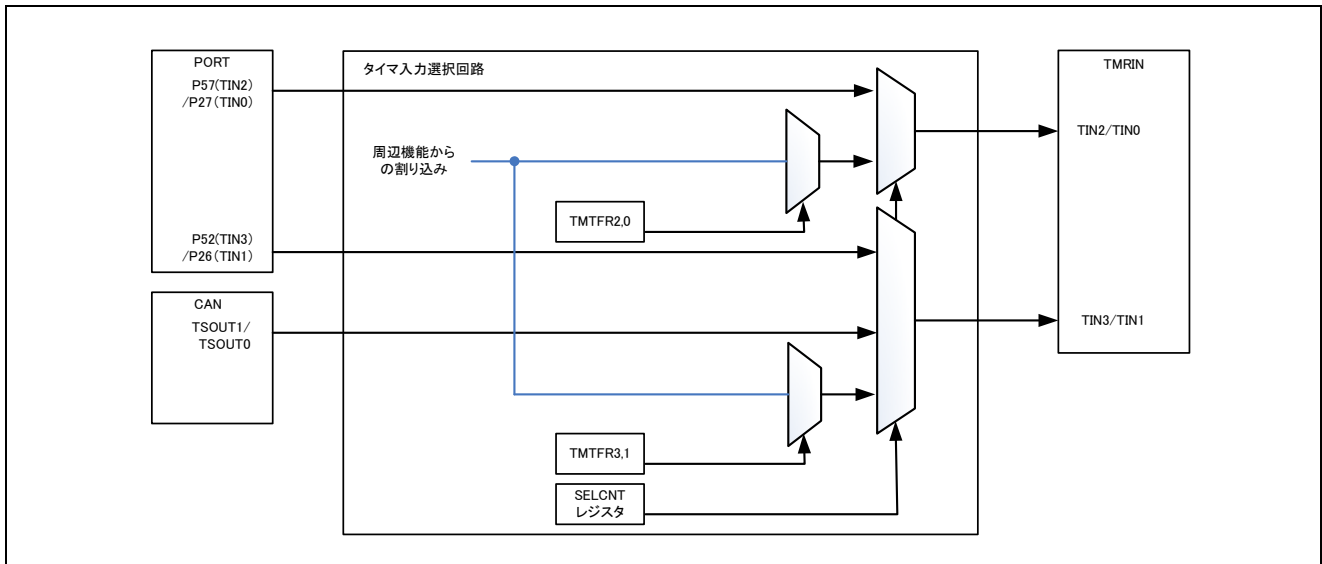 PORT
P57(TIN2)
/P27(TIN0)
P52(TIN3)
/P26(TIN1)
CAN
TSOUT1/
TSOUT0
タイマ入力選択回路
周辺機能から
の割り込み
TMTFR2,0
TMTFR3,1
SELCNT
レジスタ
TMRIN
TIN2/TIN0
TIN3/TIN1